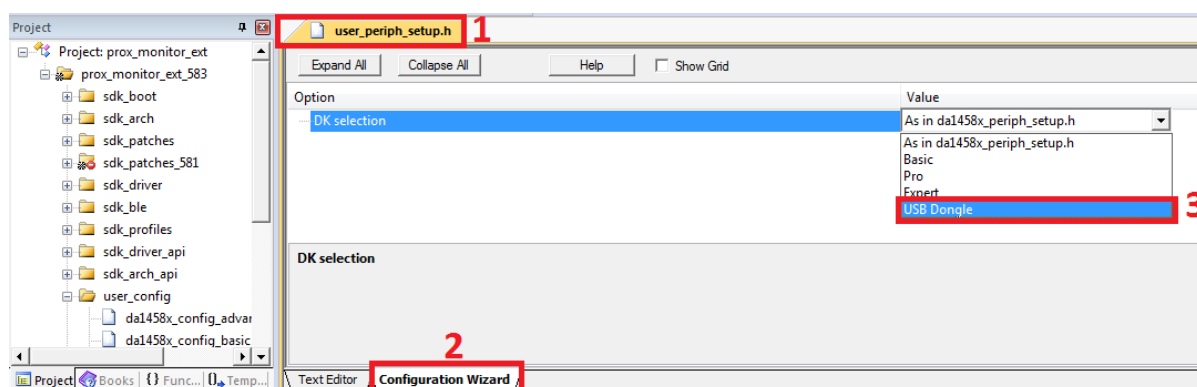 Project
Project: prox_monitor_ext
prox_monitor_ext_583
sdk_boot
sdk_arch
sdk_patches
sdk_patches_581
sdk_driver
sdk_ble
sdk_profiles
sdk_driver_api
sdk_arch_api
user_config
da1458x_config_advar
da1458x_config_basic
Project Books {} Func... 0 Temp...
user_periph_setup.h 1
Expand All Collapse All Help Show Grid
Option Value
DK selection As in da1458x_periph_setup.h
As in da1458x_periph_setup.h
Basic
Pro
Expert
USB Dongle 3
DK selection
2
Text Editor Configuration Wizard